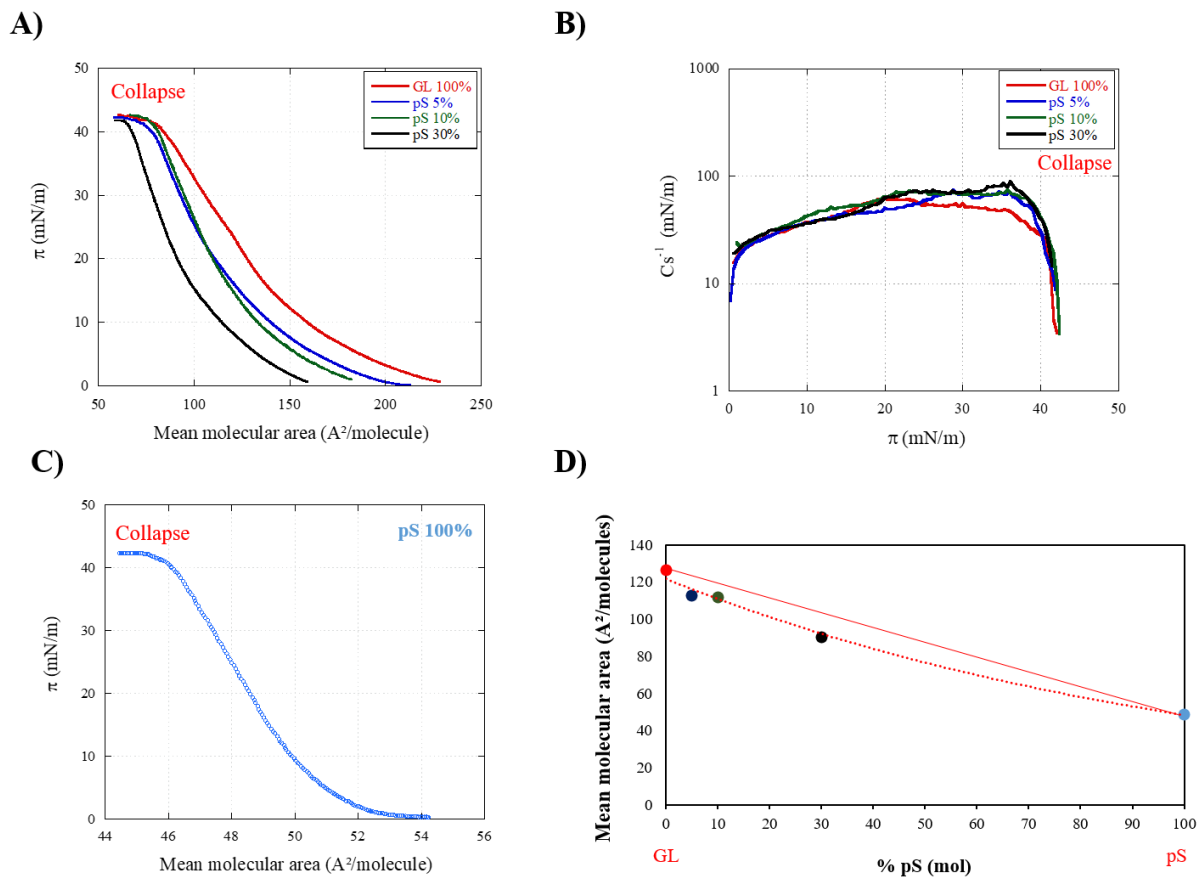 A)
π (mN/m)
50
40
30
20
10
0
Collapse
GL 100%
pS 5%
pS 10%
pS 30%
50
100
150
200
250
Mean molecular area (A²/molecule)
B)
Cs⁻¹ (mN/m)
1000
100
10
1
GL 100%
pS 5%
pS 10%
pS 30%
Collapse
0
10
20
30
40
50
π (mN/m)
C)
π (mN/m)
50
40
30
20
10
0
Collapse
pS 100%
44
46
48
50
52
54
56
Mean molecular area (A²/molecule)
D)
Mean molecular area (A²/molecules)
140
120
100
80
60
40
20
0
0
10
20
30
40
50
60
70
80
90
100
GL
% pS (mol)
pS